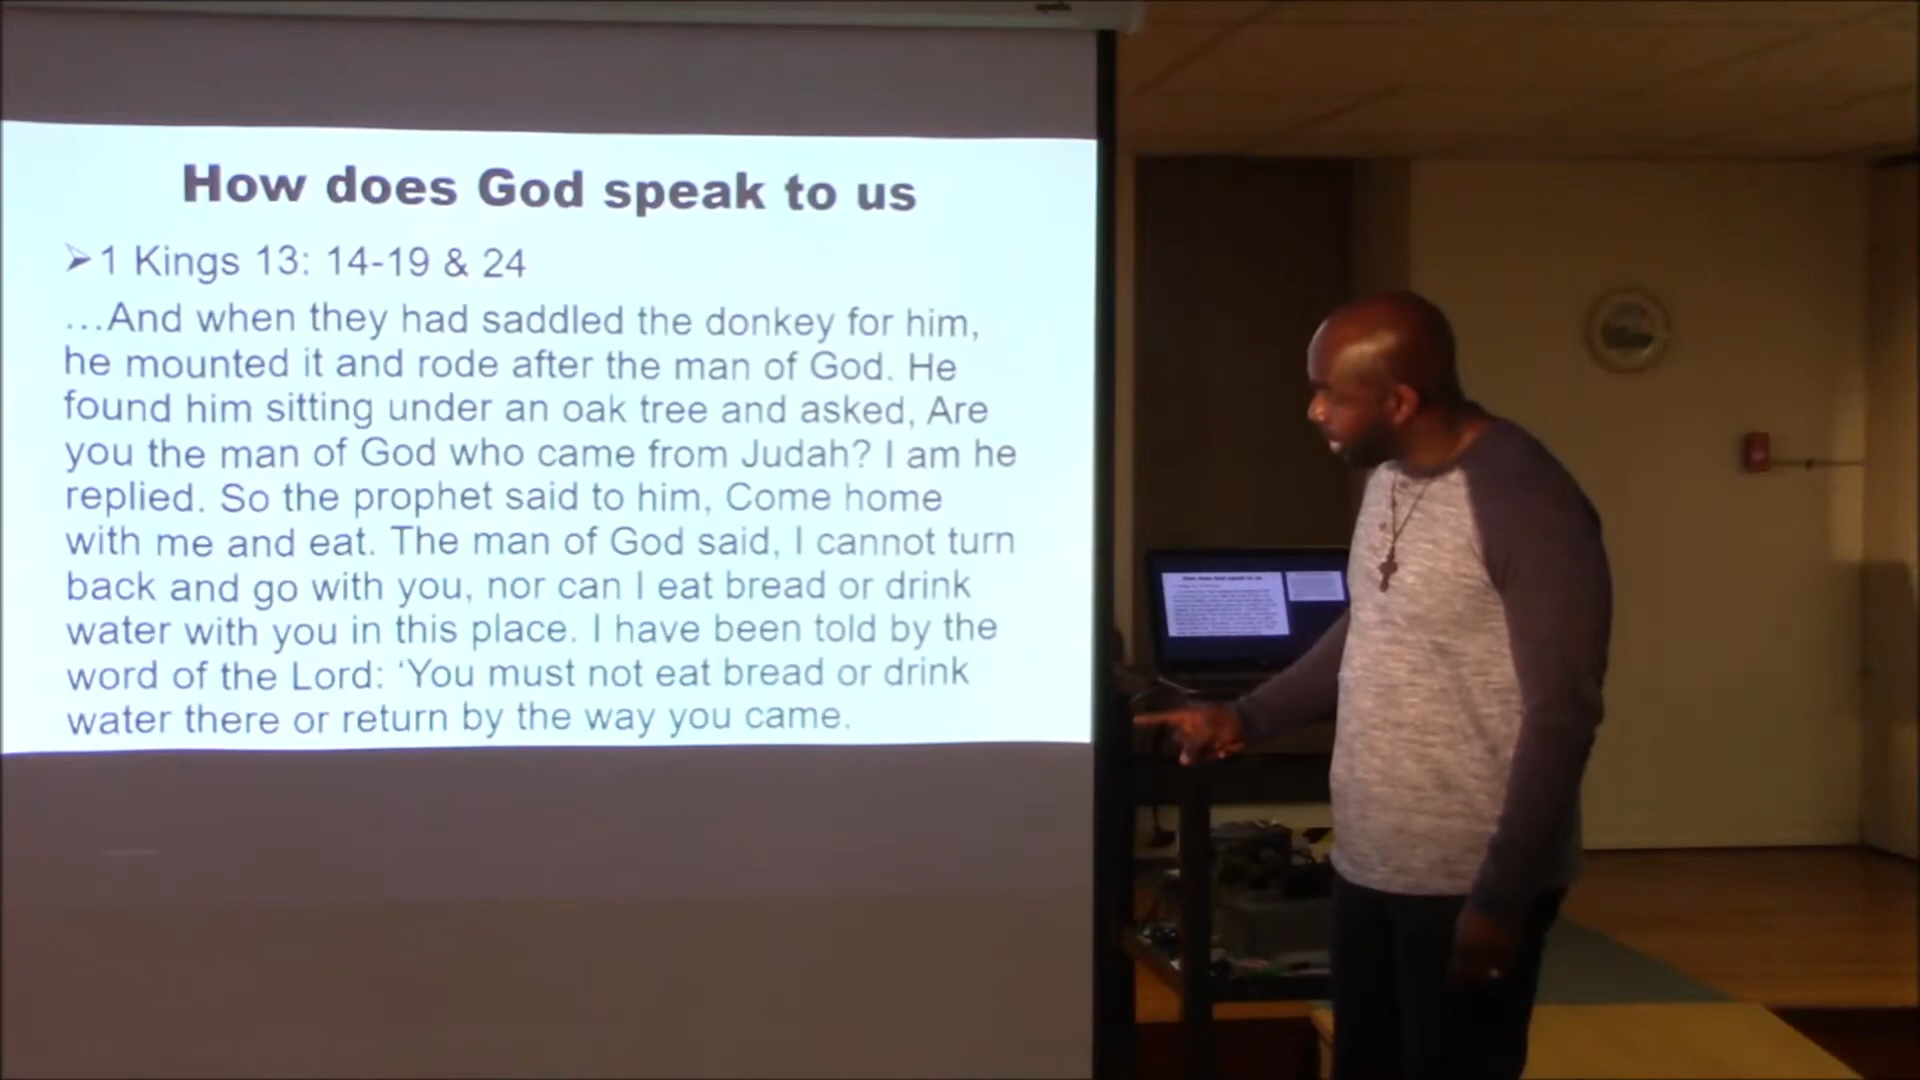 How does God speak to us
➢1 Kings 13: 14-19 & 24
…And when they had saddled the donkey for him,
he mounted it and rode after the man of God. He
found him sitting under an oak tree and asked, Are
you the man of God who came from Judah? I am he
replied. So the prophet said to him, Come home
with me and eat. The man of God said, I cannot turn
back and go with you, nor can I eat bread or drink
water with you in this place. I have been told by the
word of the Lord: ‘You must not eat bread or drink
water there or return by the way you came.
How does God speak to us